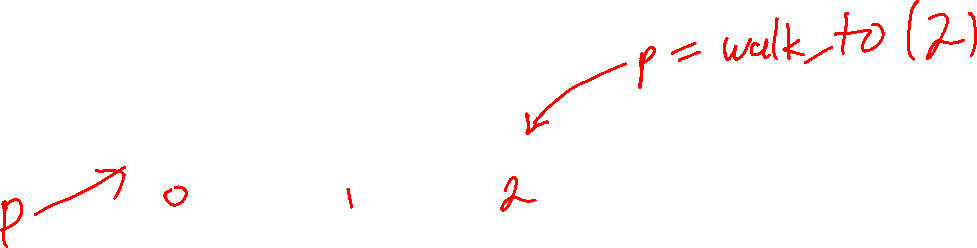 p = walk_to (2)
p 0 1 2